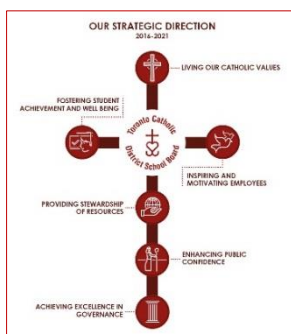 OUR STRATEGIC DIRECTION
2016-2021
LIVING OUR CATHOLIC VALUES
FOSTERING STUDENT
ACHIEVEMENT AND WELL BEING
Toronto Catholic
District School Board
INSPIRING AND
MOTIVATING EMPLOYEES
PROVIDING STEWARDSHIP
OF RESOURCES
ENHANCING PUBLIC
CONFIDENCE
ACHIEVING EXCELLENCE IN
GOVERNANCE